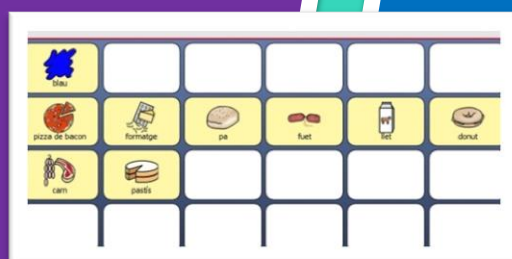 blau
pizza de bacon formatge pa fuet llet donut
carn pastís